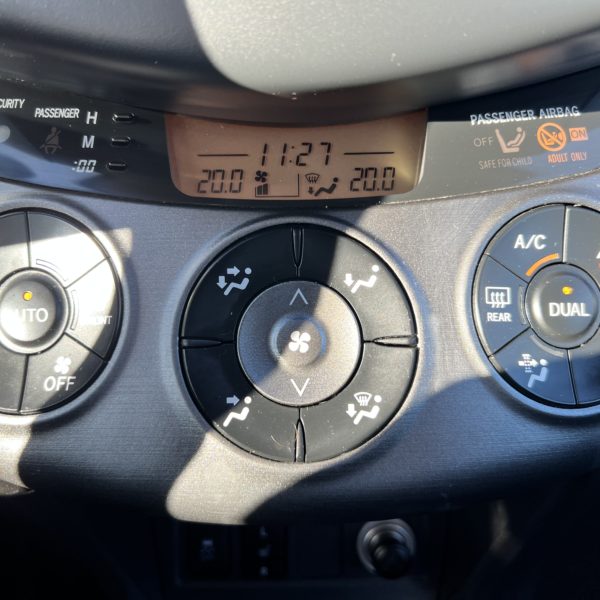 CURITY
PASSENGER H
M
:00
11:27
20.0 20.0
PASSENGER AIRBAG
OFF ON
SAFE FOR CHILD ADULT ONLY
AUTO
OFF
A/C
REAR
DUAL